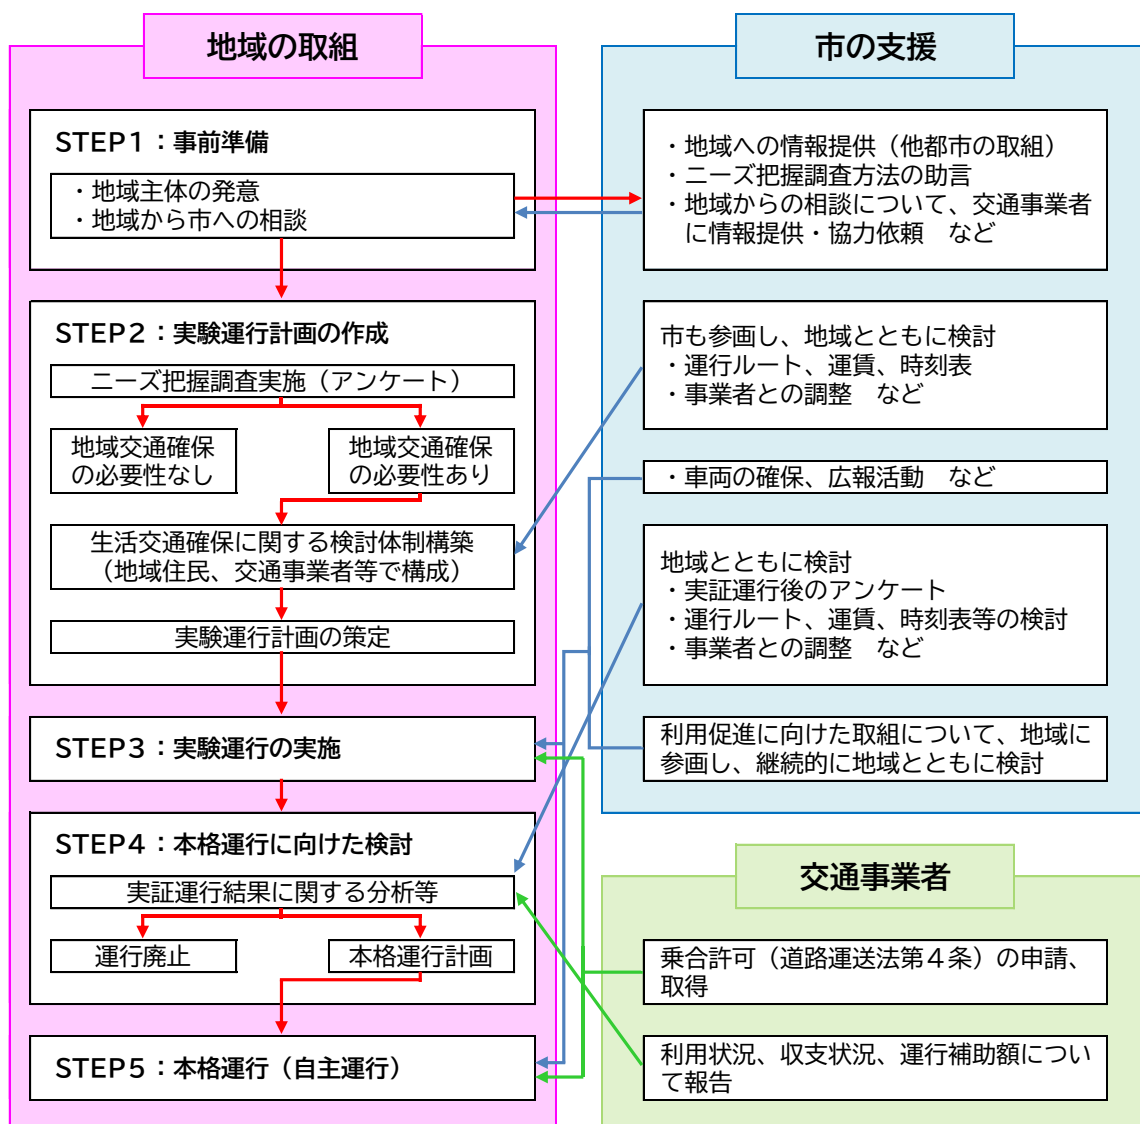 地域の取組
STEP1：事前準備
・地域主体の発意
・地域から市への相談
STEP2：実験運行計画の作成
ニーズ把握調査実施（アンケート）
地域交通確保
の必要性なし
地域交通確保
の必要性あり
生活交通確保に関する検討体制構築
（地域住民、交通事業者等で構成）
実験運行計画の策定
STEP3：実験運行の実施
STEP4：本格運行に向けた検討
実証運行結果に関する分析等
運行廃止
本格運行計画
STEP5：本格運行（自主運行）
市の支援
・地域への情報提供（他都市の取組）
・ニーズ把握調査方法の助言
・地域からの相談について、交通事業者
に情報提供・協力依頼　など
市も参画し、地域とともに検討
・運行ルート、運賃、時刻表
・事業者との調整　など
・車両の確保、広報活動　など
地域とともに検討
・実証運行後のアンケート
・運行ルート、運賃、時刻表等の検討
・事業者との調整　など
利用促進に向けた取組について、地域に
参画し、継続的に地域とともに検討
交通事業者
乗合許可（道路運送法第４条）の申請、
取得
利用状況、収支状況、運行補助額につい
て報告